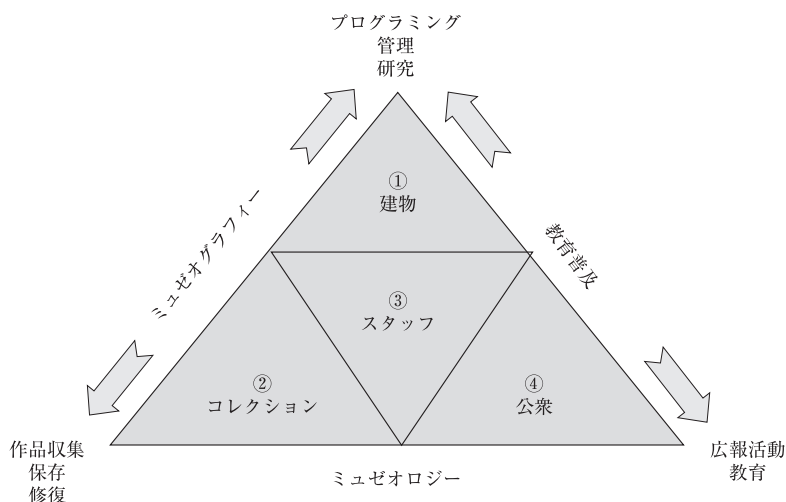 プログラミング
管理
研究
①
建物
ミュゼオグラフィー
教育普及
③
スタッフ
②
コレクション
④
公衆
作品収集
保存
修復
ミュゼオロジー
広報活動
教育